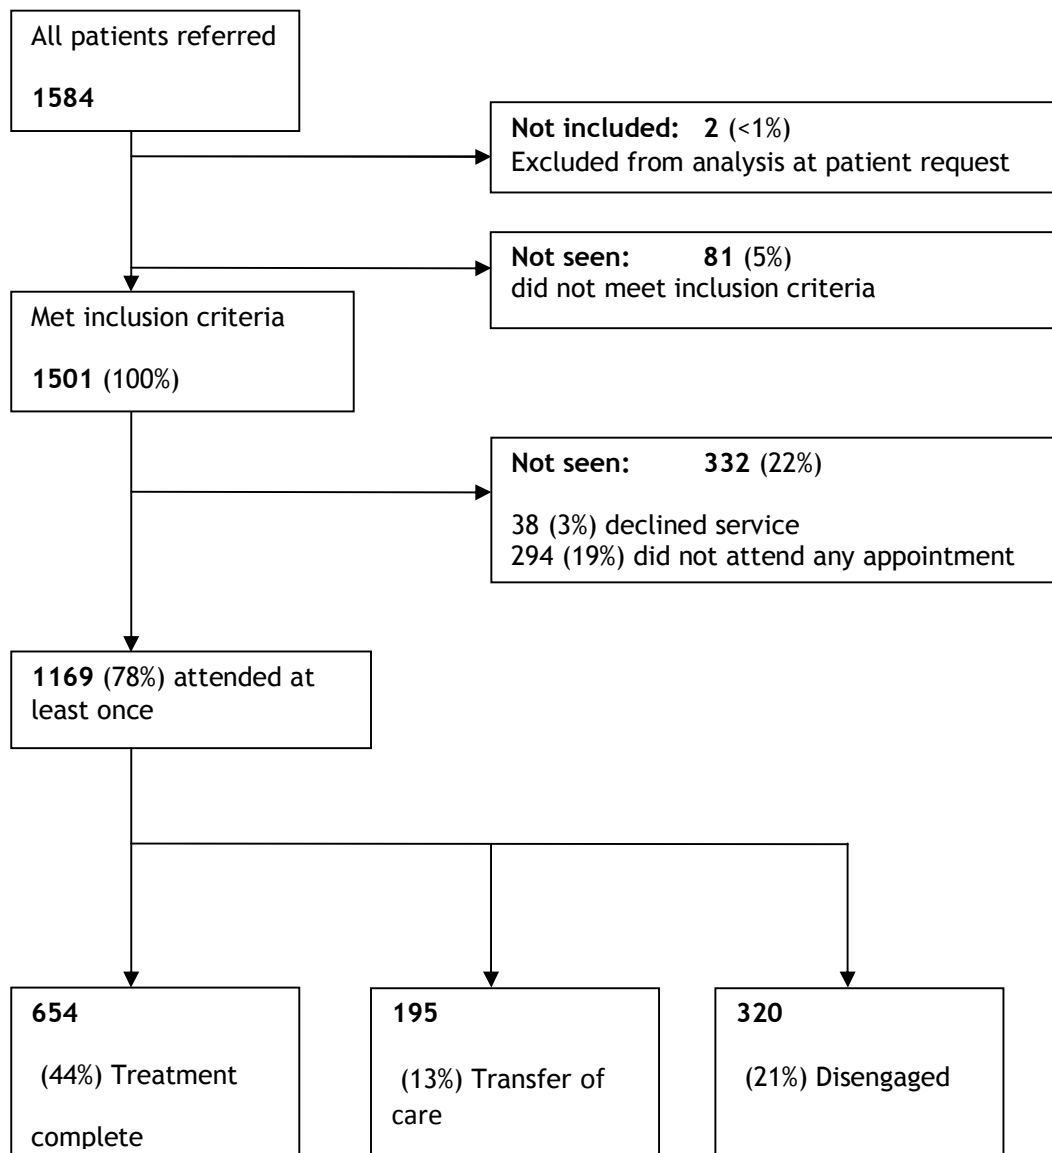 All patients referred
1584
Not included: 2 (<1%)
Excluded from analysis at patient request
Not seen: 81 (5%)
did not meet inclusion criteria
Met inclusion criteria
1501 (100%)
Not seen: 332 (22%)
38 (3%) declined service
294 (19%) did not attend any appointment
1169 (78%) attended at
least once
654
(44%) Treatment
complete
195
(13%) Transfer of
care
320
(21%) Disengaged